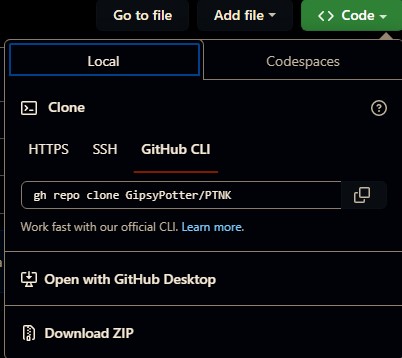 Go to file
Add file
<> Code
Local
Codespaces
Clone
HTTPS
SSH
GitHub CLI
gh repo clone GipsyPotter/PTNK
Work fast with our official CLI. Learn more.
Open with GitHub Desktop
Download ZIP